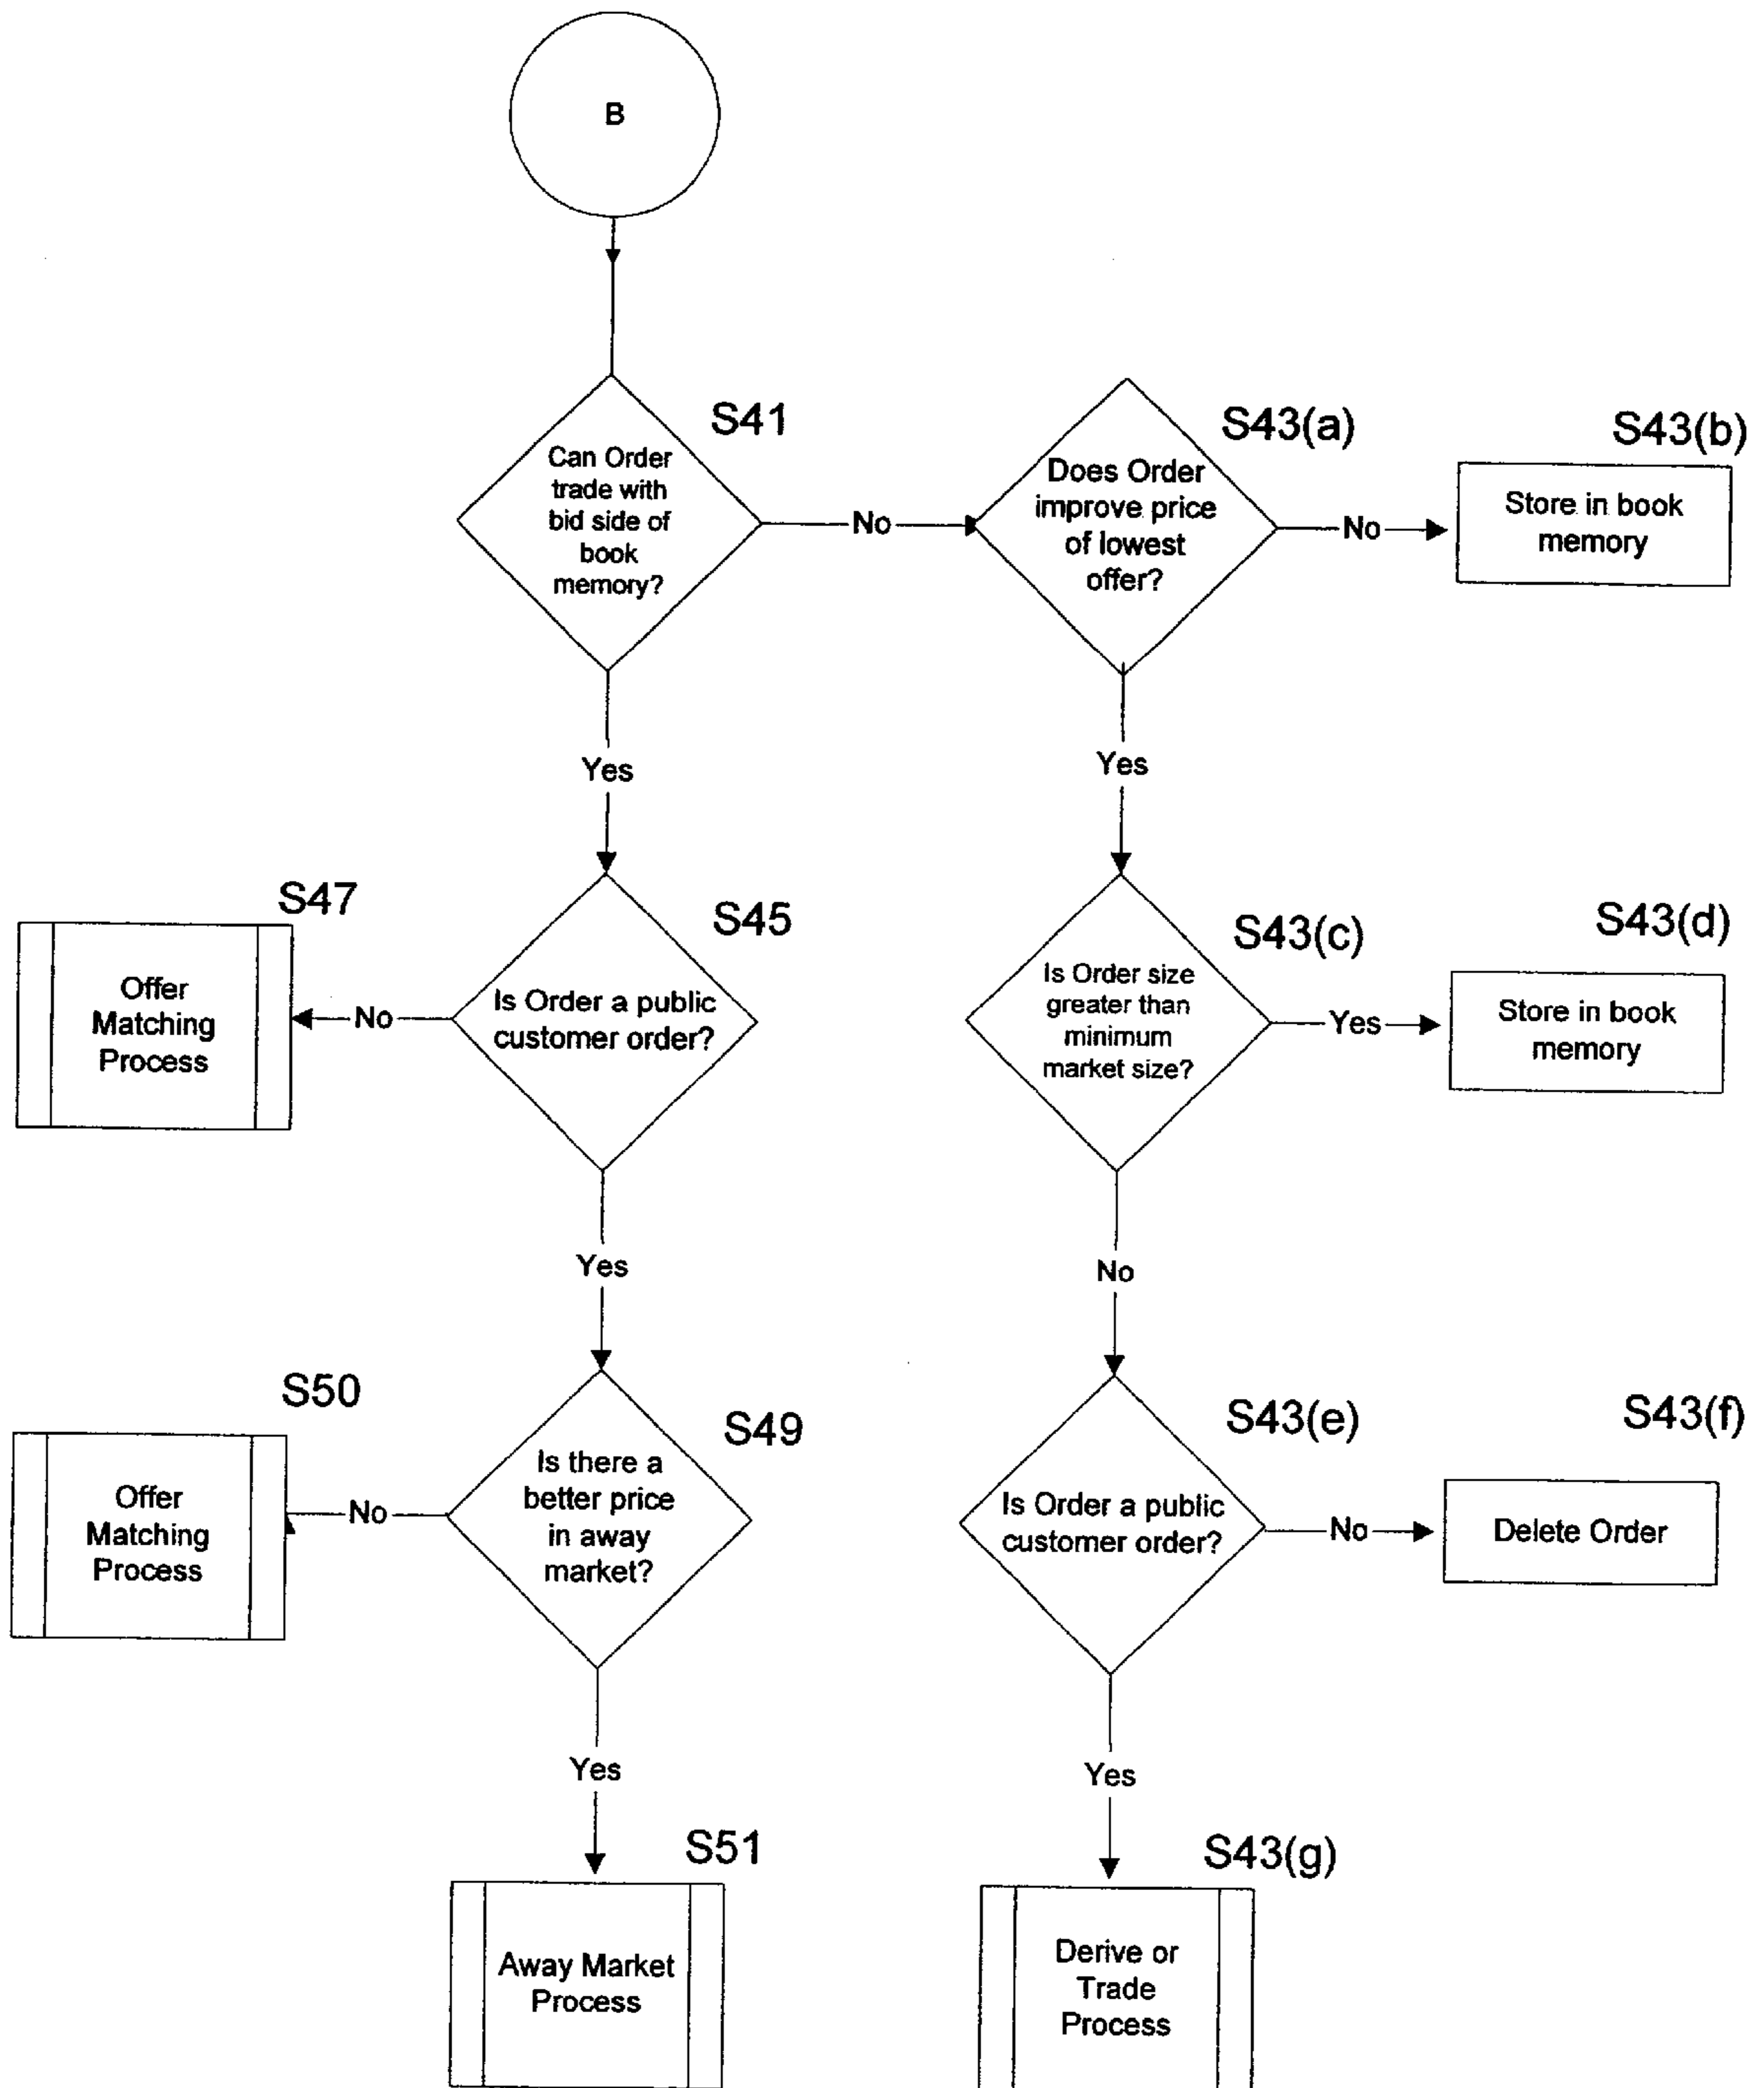 B
S41
Can Order
trade with
bid side of
book
memory?
No
S43(a)
Does Order
improve price
of lowest
offer?
No
S43(b)
Store in book
memory
Yes
Yes
S47
Offer
Matching
Process
No
S45
Is Order a public
customer order?
S43(c)
Is Order size
greater than
minimum
market size?
Yes
S43(d)
Store in book
memory
Yes
No
S50
Offer
Matching
Process
No
S49
Is there a
better price
in away
market?
S43(e)
Is Order a public
customer order?
No
S43(f)
Delete Order
Yes
Yes
S51
Away Market
Process
S43(g)
Derive or
Trade
Process